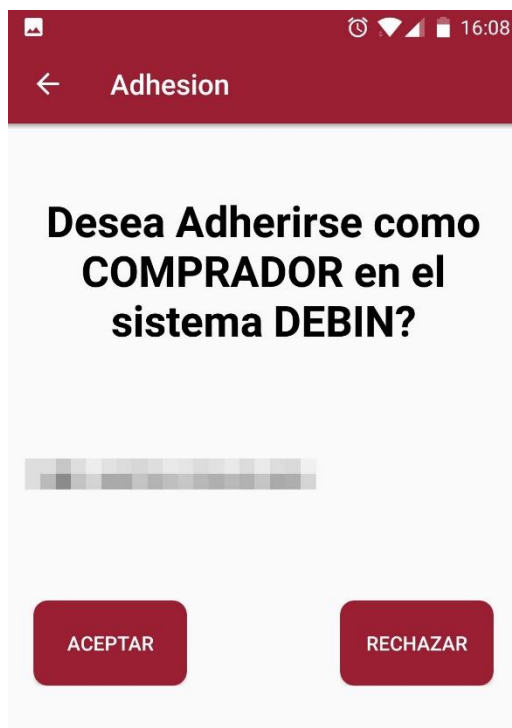 16:08
Adhesion
Desea Adherirse como
COMPRADOR en el
sistema DEBIN?
ACEPTAR
RECHAZAR